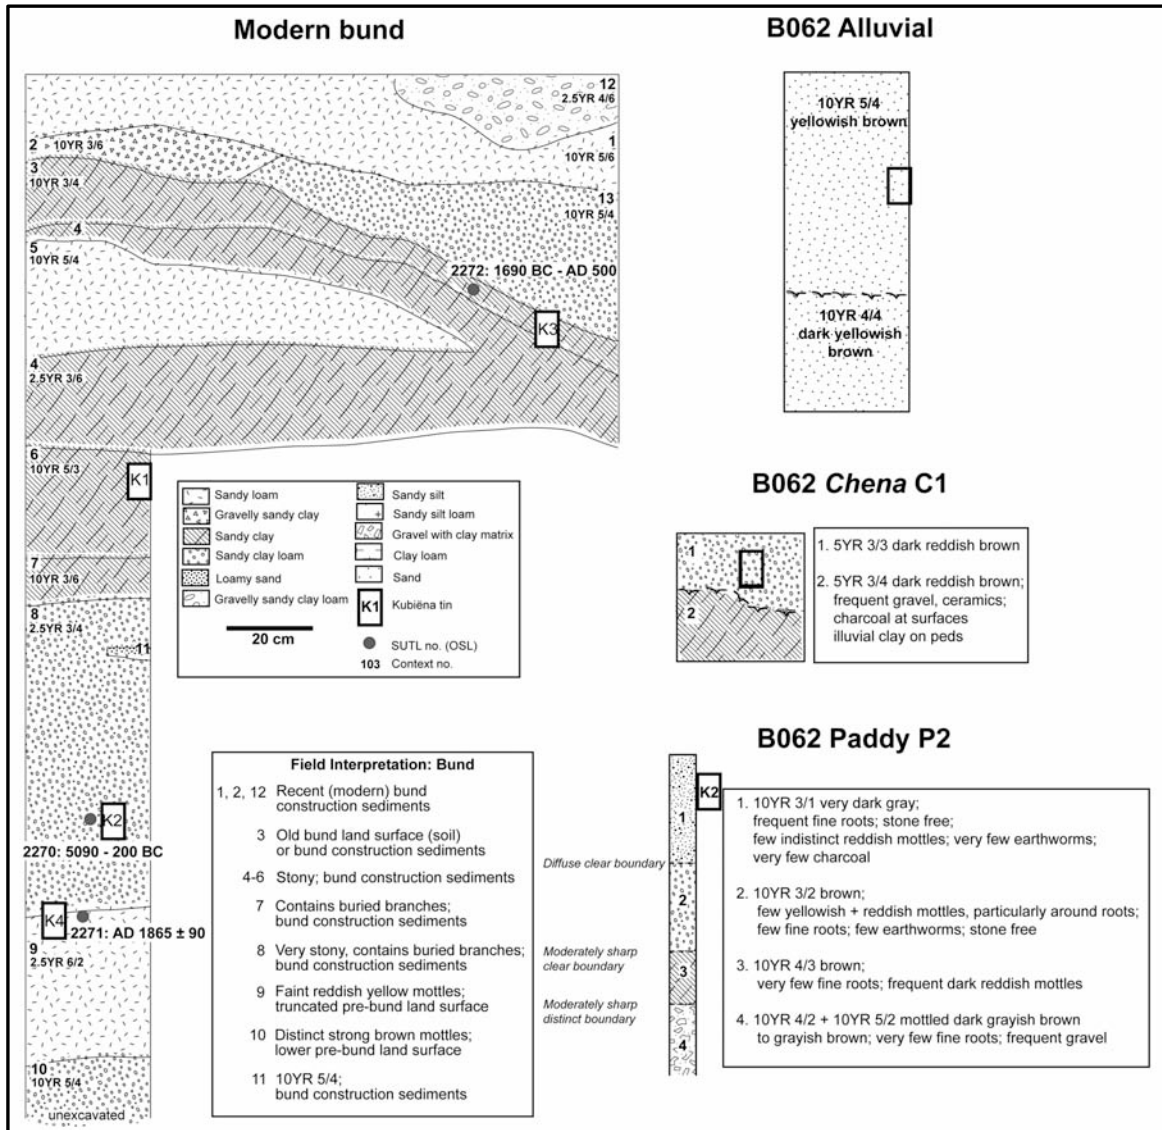 Modern bund
12
2.5YR 4/6
1
10YR 5/6
2 10YR 3/6
3
10YR 3/4
13
10YR 5/4
4
5
10YR 5/4
2272: 1690 BC - AD 500
K3
4
2.5YR 3/6
6
10YR 5/3
K1
7
10YR 3/6
8
2.5YR 3/4
11
K2
2270: 5090 - 200 BC
K4
2271: AD 1865 ± 90
9
2.5YR 6/2
10
10YR 5/4
unexcavated
Sandy loam
Gravelly sandy clay
Sandy clay
Sandy clay loam
Loamy sand
Gravelly sandy clay loam
20 cm
Sandy silt
Sandy silt loam
Gravel with clay matrix
Clay loam
Sand
K1 Kubiëna tin
SUTL no. (OSL)
103 Context no.
Field Interpretation: Bund
1, 2, 12 Recent (modern) bund
construction sediments
3 Old bund land surface (soil)
or bund construction sediments
4-6 Stony; bund construction sediments
7 Contains buried branches;
bund construction sediments
8 Very stony, contains buried branches;
bund construction sediments
9 Faint reddish yellow mottles;
truncated pre-bund land surface
10 Distinct strong brown mottles;
lower pre-bund land surface
11 10YR 5/4;
bund construction sediments
B062 Alluvial
10YR 5/4
yellowish brown
10YR 4/4
dark yellowish
brown
B062 Chena C1
1
2
1. 5YR 3/3 dark reddish brown
2. 5YR 3/4 dark reddish brown;
frequent gravel, ceramics;
charcoal at surfaces
illuvial clay on peds
B062 Paddy P2
K2
1
Diffuse clear boundary
2
Moderately sharp
clear boundary
3
Moderately sharp
distinct boundary
4
1. 10YR 3/1 very dark gray;
frequent fine roots; stone free;
few indistinct reddish mottles; very few earthworms;
very few charcoal
2. 10YR 3/2 brown;
few yellowish + reddish mottles, particularly around roots;
few fine roots; few earthworms; stone free
3. 10YR 4/3 brown;
very few fine roots; frequent dark reddish mottles
4. 10YR 4/2 + 10YR 5/2 mottled dark grayish brown
to grayish brown; very few fine roots; frequent gravel